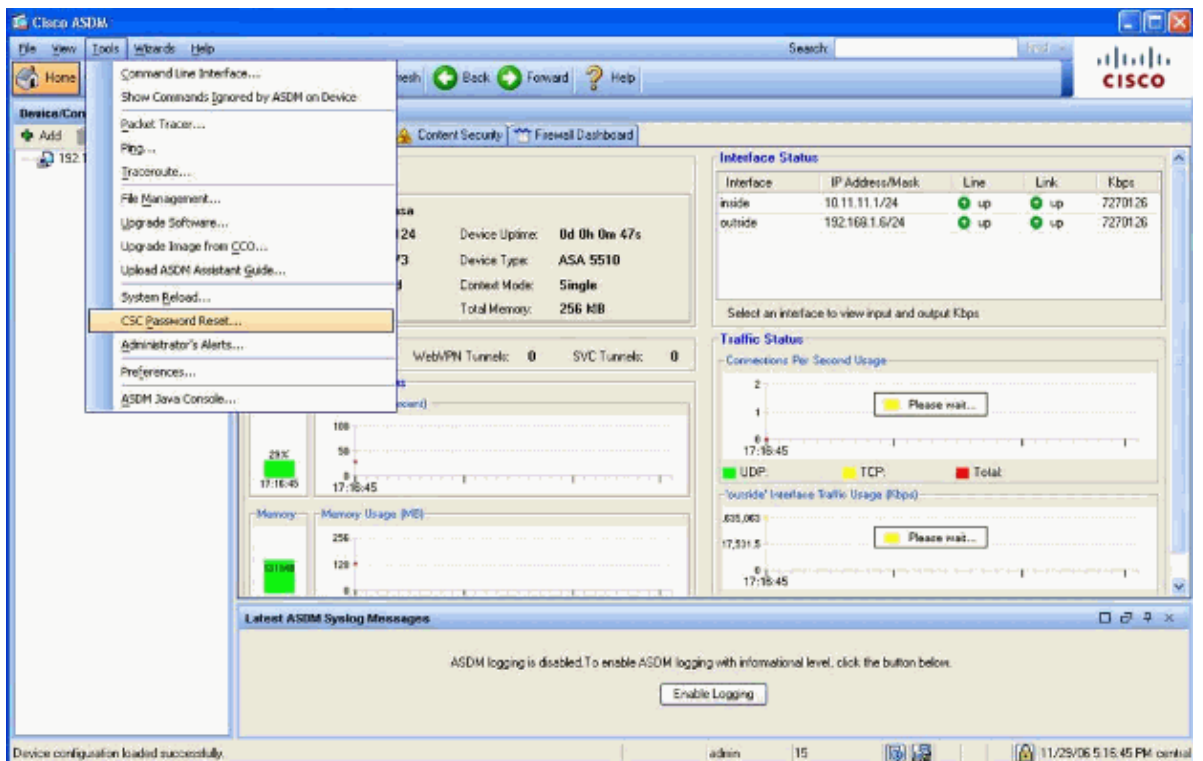 Cisco ASDM
File View Tools Wizards Help
Search:
Home
Back Forward Help
CISCO
Command Line Interface...
Show Commands Ignored by ASDM on Device
Packet Tracer...
Ping...
Traceroute...
File Management...
Upgrade Software...
Upgrade Image from CCO...
Upload ASDM Assistant Guide...
System Reload...
CSC Password Reset...
Administrator's Alerts...
Preferences...
ASDM Java Console...
Add
Content Security Firewall Dashboard
Device Uptime: 0d 0h 0m 47s
Device Type: ASA 5510
Context Mode: Single
Total Memory: 256 MB
WebVPN Tunnels: 0 SVC Tunnels: 0
29%
17:16:45
100
50
0
17:16:45
Memory
Memory Usage (MB)
256
128
0
Interface Status
Interface IP Address/Mask Line Link Kbps
inside 10.11.11.1/24 up up 7270126
outside 192.168.1.6/24 up up 7270126
Select an interface to view input and output Kbps
Traffic Status
Connections Per Second Usage
2
1
0
Please wait...
17:16:45
UDP: TCP: Total:
'outside' Interface Traffic Usage (Kbps)
Please wait...
0
17:16:45
Latest ASDM Syslog Messages
ASDM logging is disabled.To enable ASDM logging with informational level, click the button below.
Enable Logging
Device configuration loaded successfully.
admin 15 11/29/06 5:16:45 PM central